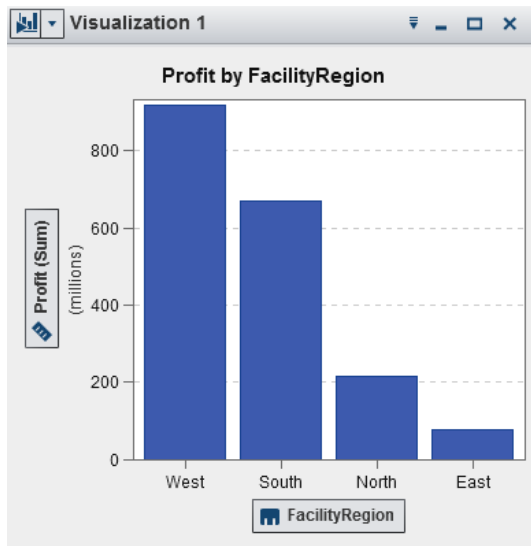 Visualization 1
Profit by FacilityRegion
Profit (Sum)
(millions)
800
600
400
200
0
West South North East
FacilityRegion